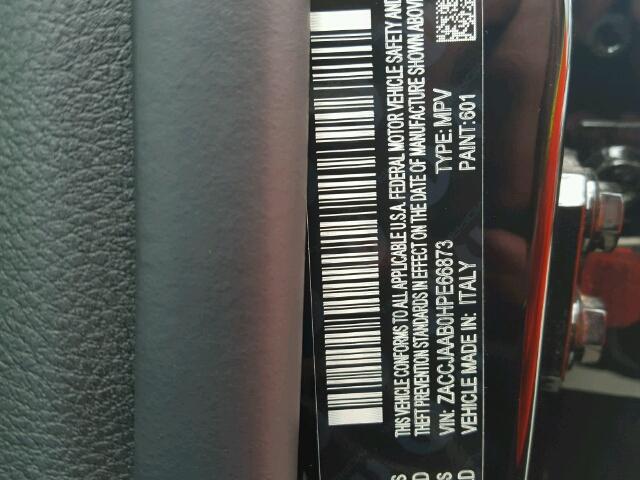 THIS VEHICLE CONFORMS TO ALL APPLICABLE U.S.A. FEDERAL MOTOR VEHICLE SAFETY AND
THEFT PREVENTION STANDARDS IN EFFECT ON THE DATE OF MANUFACTURE SHOWN ABOVE
VIN: ZACCJAAB0HPE66873 TYPE: MPV
VEHICLE MADE IN: ITALY PAINT: 601